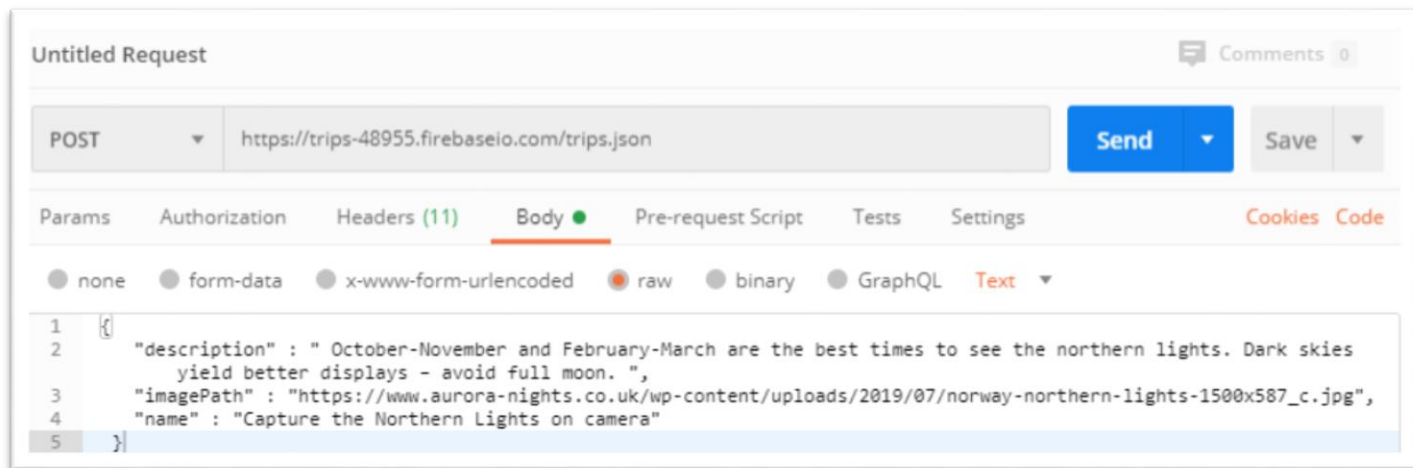 Untitled Request
Comments 0
POST https://trips-48955.firebaseio.com/trips.json Send Save
Params Authorization Headers (11) Body Pre-request Script Tests Settings Cookies Code
none form-data x-www-form-urlencoded raw binary GraphQL Text
1 {
2 "description" : " October-November and February-March are the best times to see the northern lights. Dark skies
yield better displays – avoid full moon. ",
3 "imagePath" : "https://www.aurora-nights.co.uk/wp-content/uploads/2019/07/norway-northern-lights-1500x587_c.jpg",
4 "name" : "Capture the Northern Lights on camera"
5 }